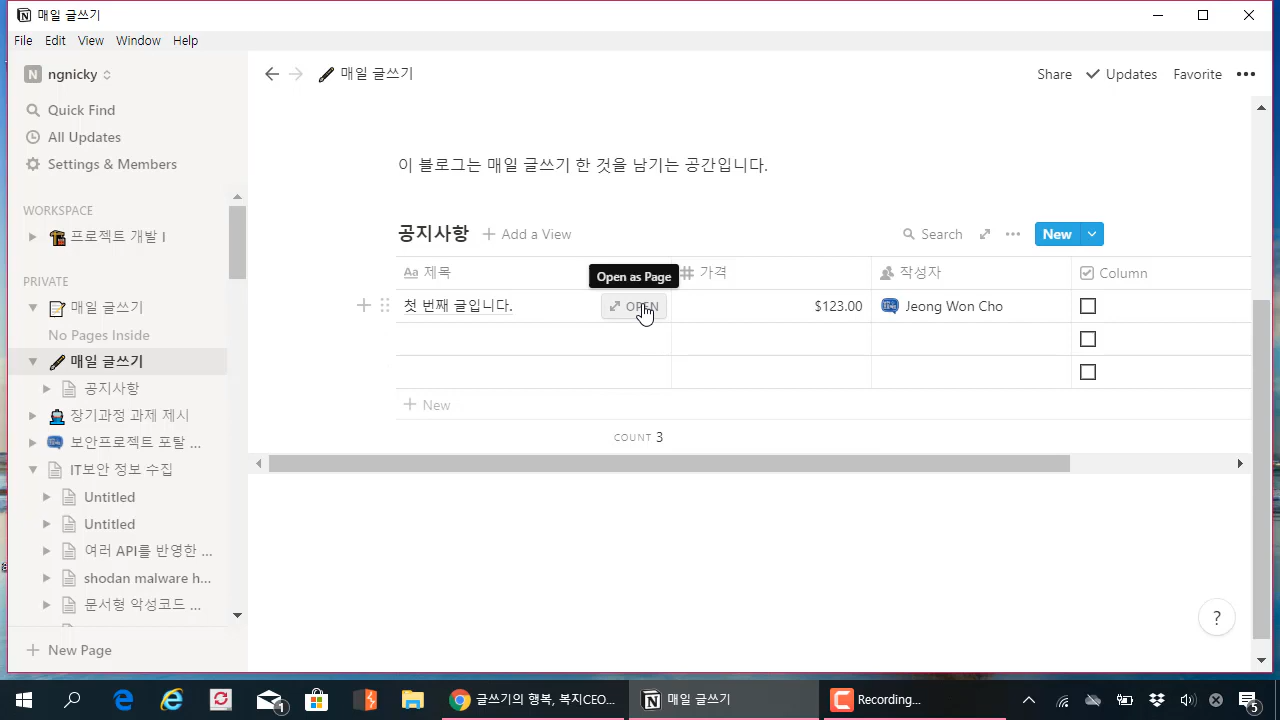 매일 글쓰기
File Edit View Window Help
N ngnicky
Quick Find
All Updates
Settings & Members
WORKSPACE
프로젝트 개발 I
PRIVATE
매일 글쓰기
No Pages Inside
매일 글쓰기
공지사항
장기과정 과제 제시
보안프로젝트 포탈 ...
IT보안 정보 수집
Untitled
Untitled
여러 API를 반영한 ...
shodan malware h...
문서형 악성코드 ...
New Page
매일 글쓰기
Share Updates Favorite
이 블로그는 매일 글쓰기 한 것을 남기는 공간입니다.
공지사항 Add a View Search New
Open as Page
Aa 제목 # 가격 작성자 Column
첫 번째 글입니다. OPEN $123.00 Jeong Won Cho
New
COUNT 3
?
글쓰기의 행복, 복지CEO... 매일 글쓰기 Recording...
1
5